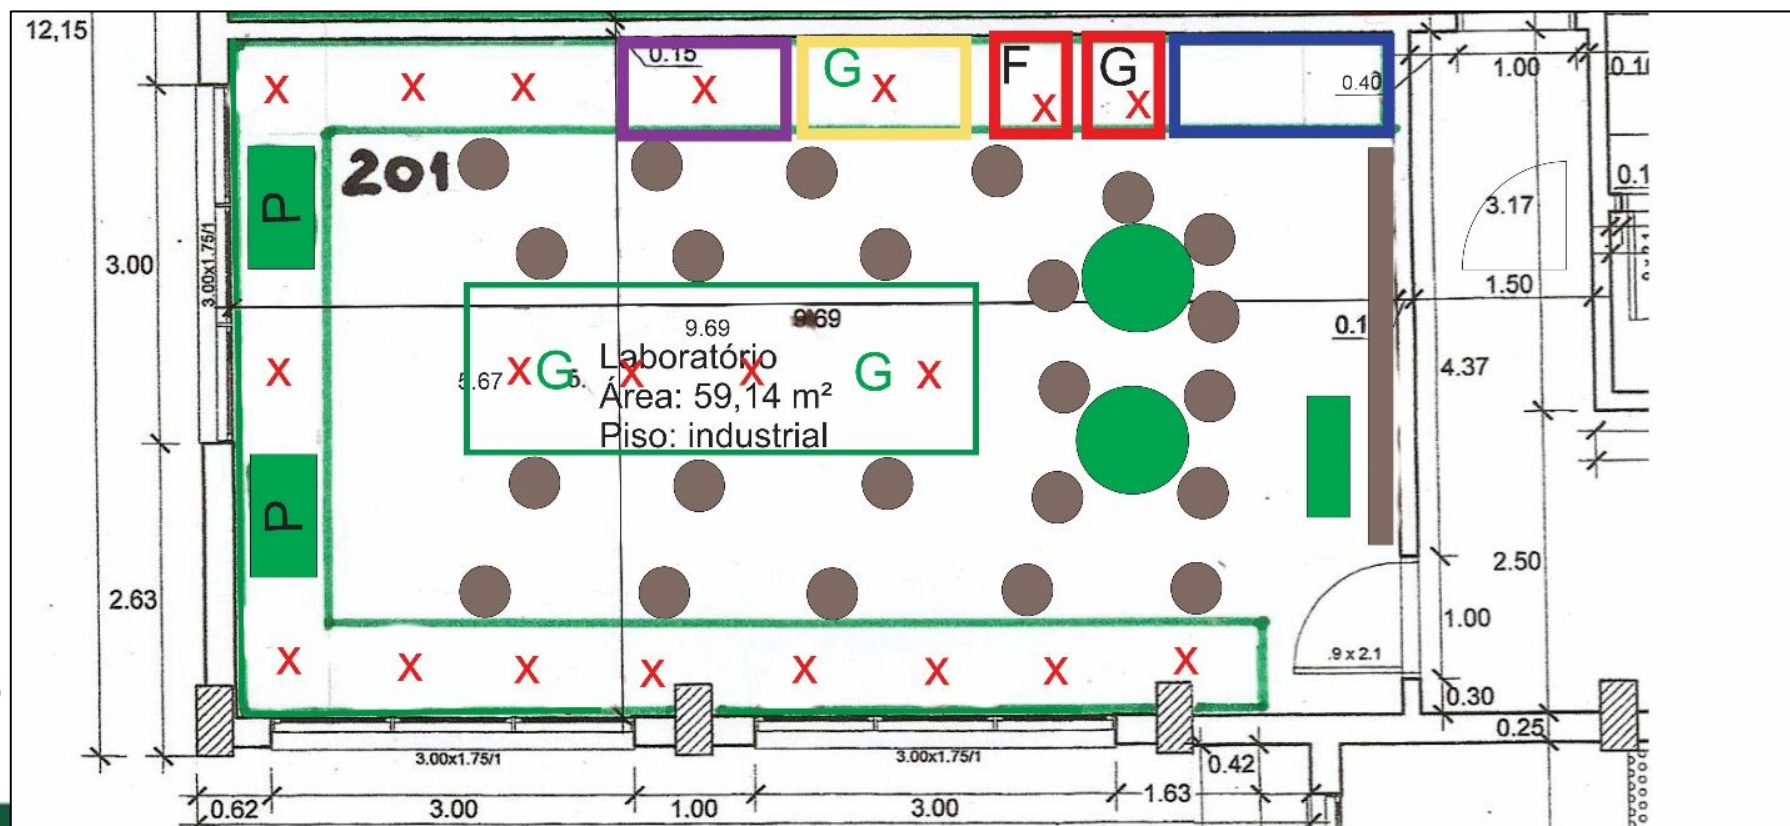 12,15
0.15
G
F
G
0.40
1.00
x x x x x x x
201
P
3.00x1.75/1
3.00
3.17
1.50
9.69
9.69
0.1
Laboratório
5.67
x G x x G x
x
Área: 59,14 m²
Piso: industrial
4.37
P
2.63
2.50
1.00
.9 x 2.1
x x x x x x x x
0.30
0.25
3.00x1.75/1
3.00x1.75/1
0.42
0.62
3.00
1.00
3.00
1.63